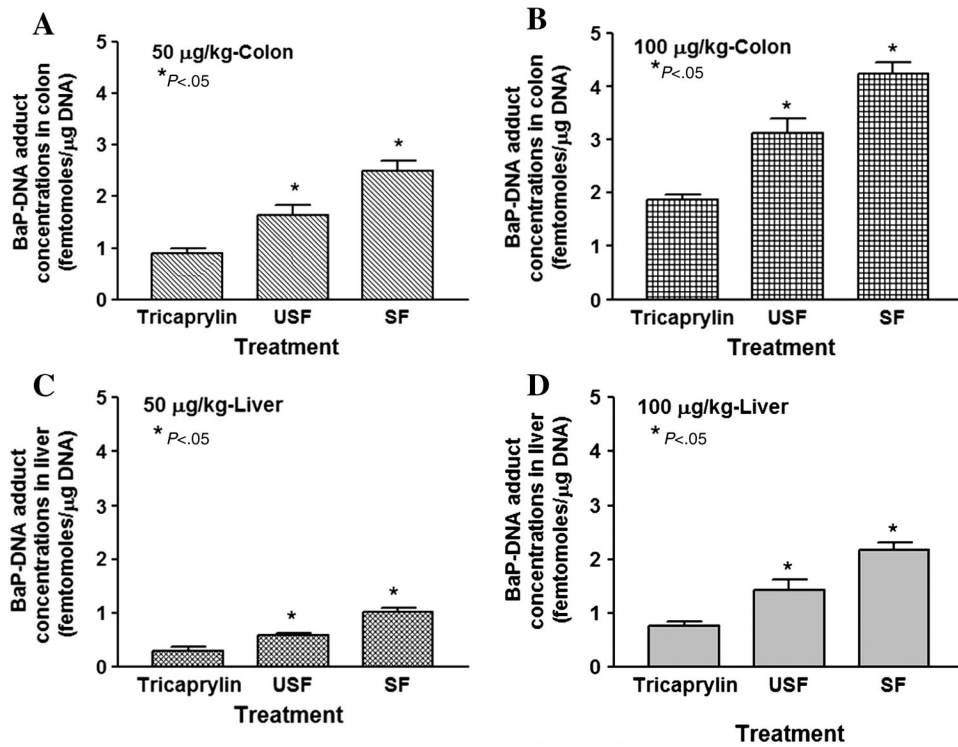 A
50 μg/kg-Colon
*P<.05
BaP-DNA adduct
concentrations in colon
(femtomoles/μg DNA)
5
4
3
2
1
0
*
*
Tricaprylin USF SF
Treatment
B
100 μg/kg-Colon
*P<.05
BaP-DNA adduct
concentrations in colon
(femtomoles/μg DNA)
5
4
3
2
1
0
*
*
Tricaprylin USF SF
Treatment
C
50 μg/kg-Liver
* P<.05
BaP-DNA adduct
concentrations in liver
(femtomoles/μg DNA)
5
4
3
2
1
0
*
*
Tricaprylin USF SF
Treatment
D
100 μg/kg-Liver
* P<.05
BaP-DNA adduct
concentrations in liver
(femtomoles/μg DNA)
5
4
3
2
1
0
*
*
Tricaprylin USF SF
Treatment